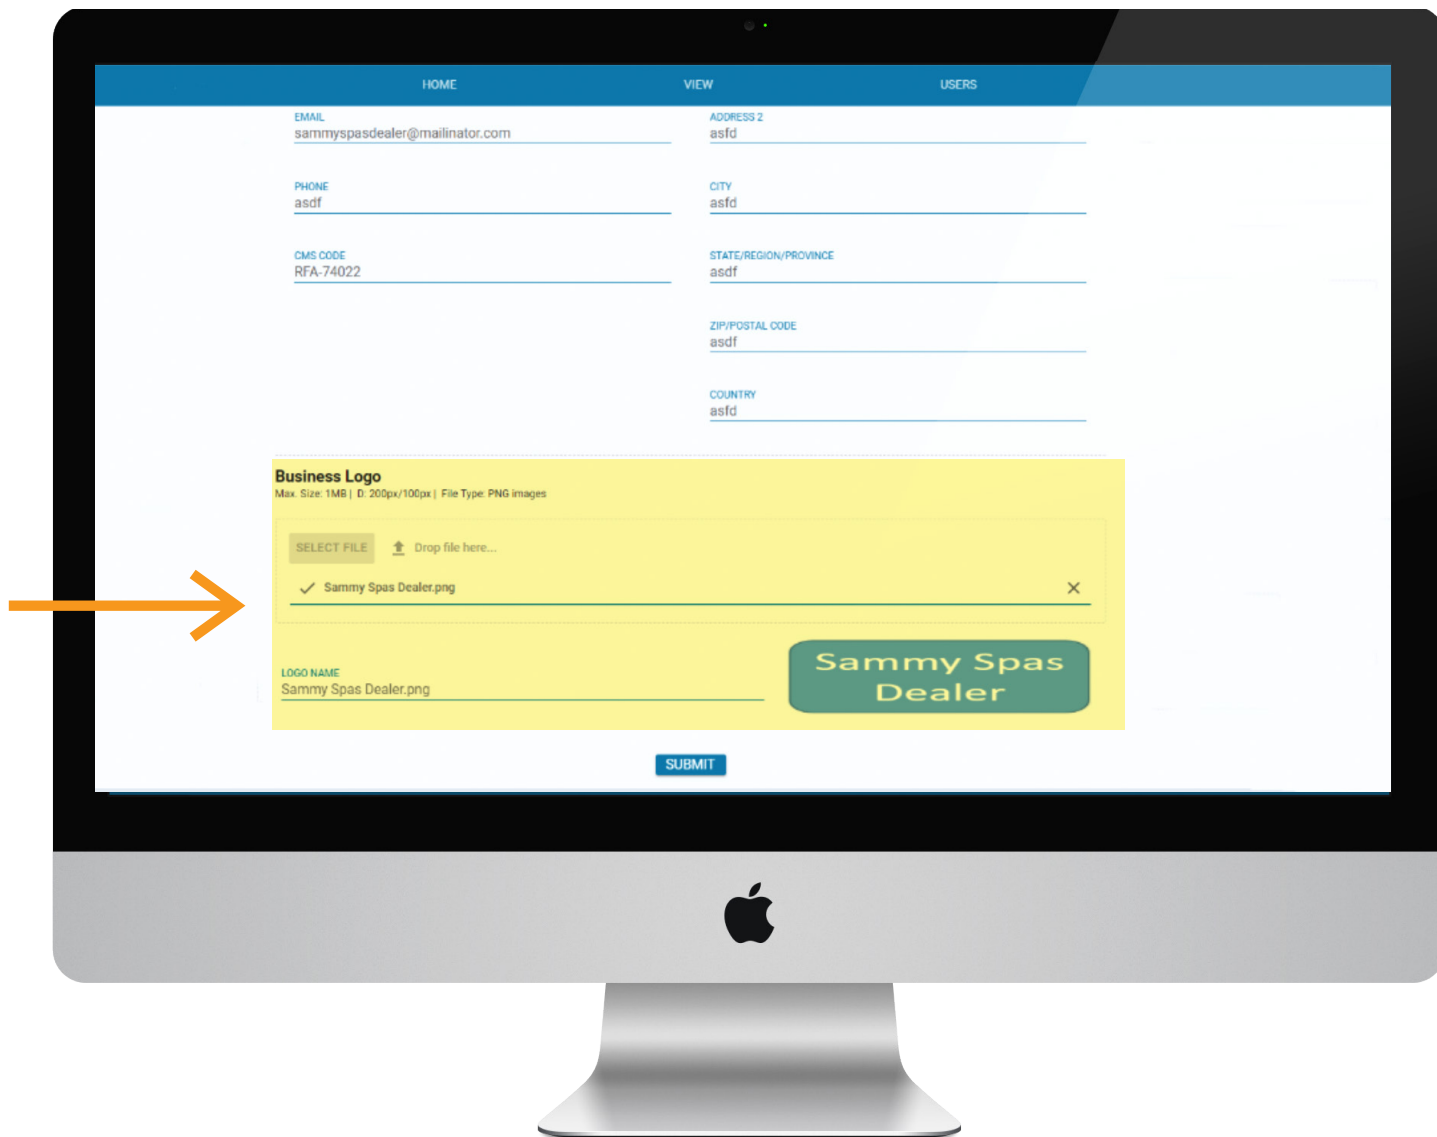 HOME VIEW USERS
EMAIL
sammyspasdealer@mailinator.com
ADDRESS 2
asfd
PHONE
asdf
CITY
asfd
CMS CODE
RFA-74022
STATE/REGION/PROVINCE
asdf
ZIP/POSTAL CODE
asdf
COUNTRY
asfd
Business Logo
Max. Size: 1MB | D: 200px/100px | File Type: PNG images
SELECT FILE Drop file here...
Sammy Spas Dealer.png
LOGO NAME
Sammy Spas Dealer.png
Sammy Spas
Dealer
SUBMIT